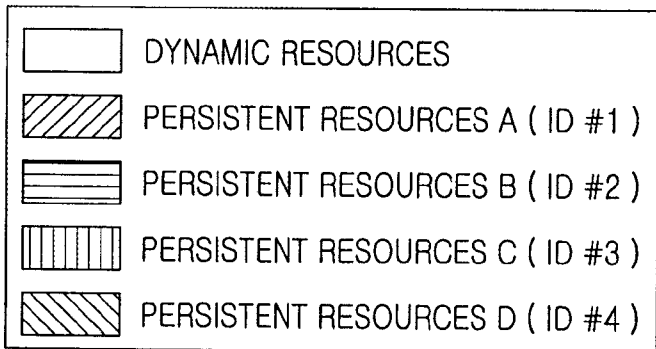 DYNAMIC RESOURCES
PERSISTENT RESOURCES A ( ID #1 )
PERSISTENT RESOURCES B ( ID #2 )
PERSISTENT RESOURCES C ( ID #3 )
PERSISTENT RESOURCES D ( ID #4 )